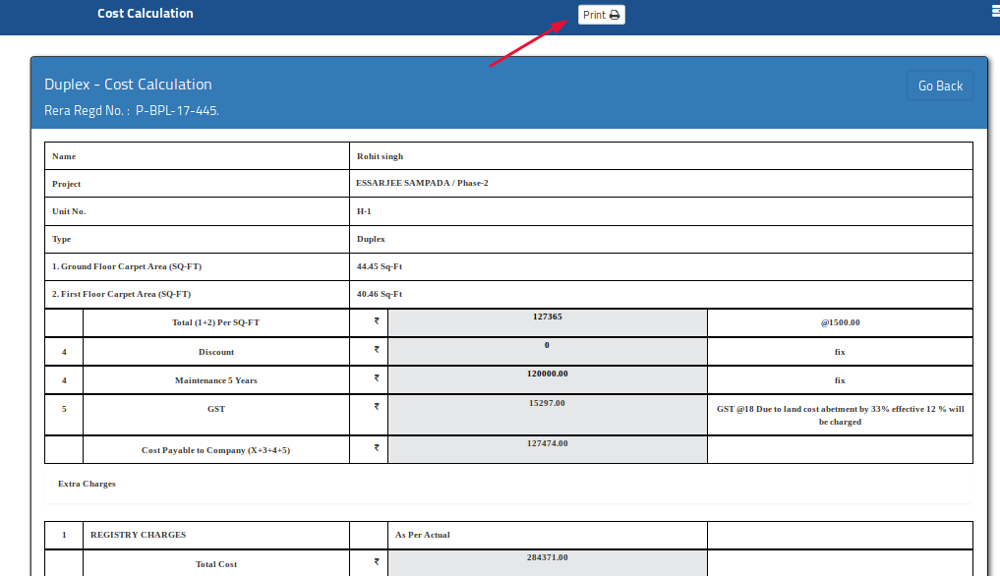 Cost Calculation
Print
Duplex - Cost Calculation
Go Back
Rera Regd No. : P-BPL-17-445.
Name Rohit singh
Project ESSARJEE SAMPADA / Phase-2
Unit No. H-1
Type Duplex
1. Ground Floor Carpet Area (SQ-FT) 44.45 Sq-Ft
2. First Floor Carpet Area (SQ-FT) 40.46 Sq-Ft
Total (1+2) Per SQ-FT ₹ 127365 @1500.00
4 Discount ₹ 0 fix
4 Maintenance 5 Years ₹ 120000.00 fix
5 GST ₹ 15297.00 GST @18 Due to land cost abetment by 33% effective 12 % will
be charged
Cost Payable to Company (X+3+4+5) ₹ 127474.00
Extra Charges
1 REGISTRY CHARGES As Per Actual
Total Cost ₹ 284371.00